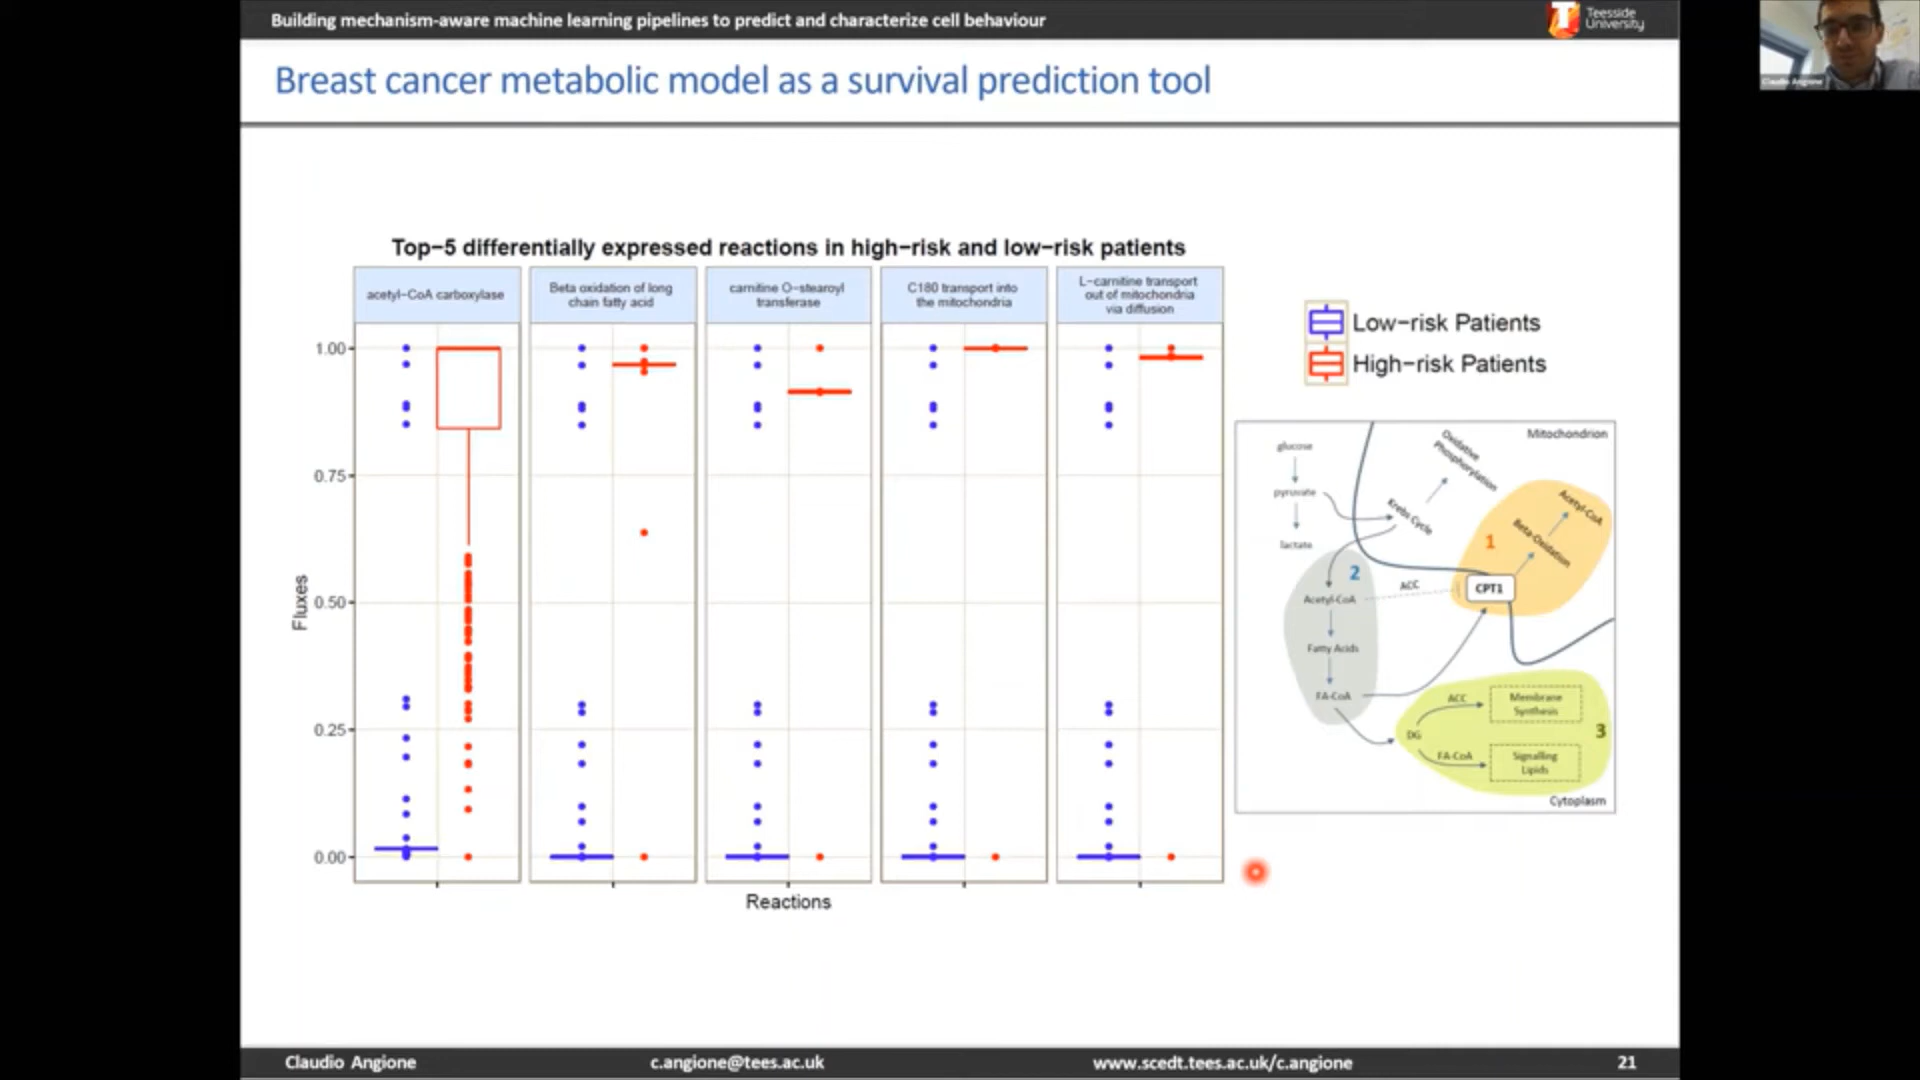 Building mechanism-aware machine learning pipelines to predict and characterize cell behaviour
Teesside
University
Claudio Angione
Breast cancer metabolic model as a survival prediction tool
Top−5 differentially expressed reactions in high−risk and low−risk patients
acetyl−CoA carboxylase
Beta oxidation of long
chain fatty acid
carnitine O−stearoyl
transferase
C180 transport into
the mitochondria
L−carnitine transport
out of mitochondria
via diffusion
Fluxes
1.00
0.75
0.50
0.25
0.00
Reactions
Low−risk Patients
High−risk Patients
Mitochondrion
glucose
pyruvate
lactate
Krebs Cycle
Oxidative
Phosphorylation
Acetyl-CoA
Beta-Oxidation
1
CPT1
2
ACC
Acetyl-CoA
Fatty Acids
FA-CoA
DG
ACC
Membrane
Synthesis
3
FA-CoA
Signalling
Lipids
Cytoplasm
Claudio Angione
c.angione@tees.ac.uk
www.scedt.tees.ac.uk/c.angione
21